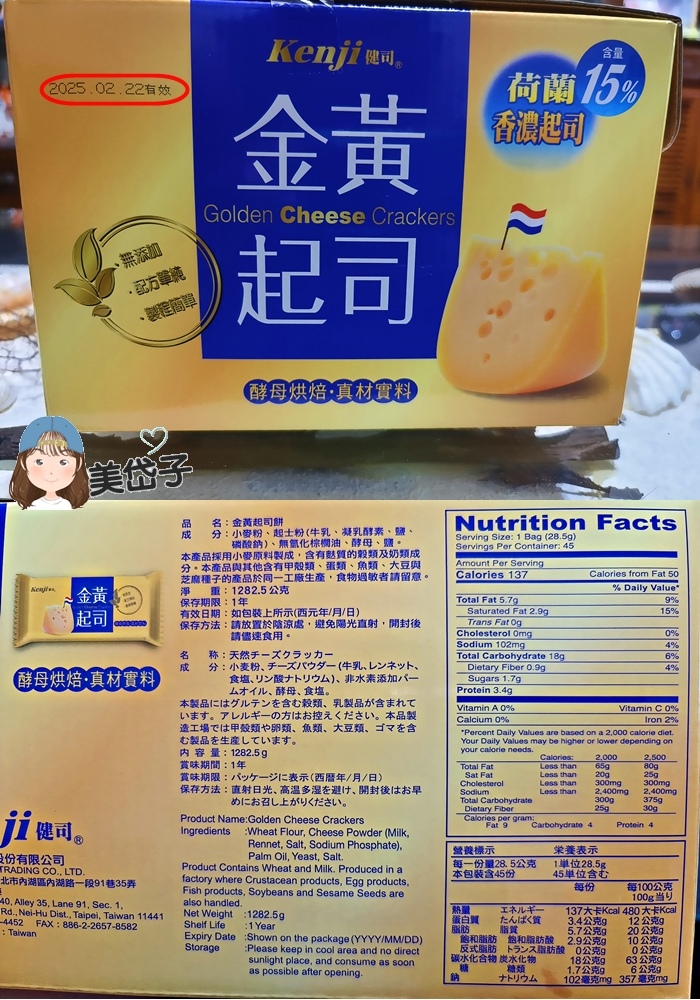 Kenji健司®
2025.02.22有效
含量
15%
荷蘭
香濃起司
金黃
Golden Cheese Crackers
起司
·無添加
·配方單純
·製程簡單
酵母烘焙·真材實料
美岱子
Kenji
金黃
起司
酵母烘焙·真材實料
ji 健司®
股份有限公司
TRADING CO., LTD.
北市內湖區內湖路一段91巷35弄
40, Alley 35, Lane 91, Sec. 1,
Rd., Nei-Hu Dist., Taipei, Taiwan 11441
-4452 FAX : 886-2-2657-8582
: Taiwan
品 名：金黃起司餅
成 分：小麥粉、起士粉(牛乳、凝乳酵素、鹽、
磷酸鈉)、無氫化棕櫚油、酵母、鹽。
本產品採用小麥原料製成，含有麩質的穀類及奶類成
分。本產品與其他含有甲殼類、蛋類、魚類、大豆與
芝麻種子的產品於同一工廠生產，食物過敏者請留意。
淨 重：1282.5公克
保存期限：1年
有效日期：如包裝上所示(西元年/月/日)
保存方法：請放置於陰涼處，避免陽光直射，開封後
請儘速食用。
名 称：天然チーズクラッカー
成 分：小麦粉、チーズパウダー(牛乳、レンネット、
食塩、リン酸ナトリウム)、非水素添加パー
ムオイル、酵母、食塩。
本製品にはグルテンを含む穀類、乳製品が含まれて
います。アレルギーの方はお控えください。本品製
造工場では甲殻類や卵類、魚類、大豆類、ゴマを含
む製品を生産しています。
内 容 量：1282.5g
賞味期間：1年
賞味期限：パッケージに表示(西暦年/月/日)
保存方法：直射日光、高温多湿を避け、開封後はお早
めにお召し上がりください。
Product Name:Golden Cheese Crackers
Ingredients :Wheat Flour, Cheese Powder (Milk,
Rennet, Salt, Sodium Phosphate),
Palm Oil, Yeast, Salt.
Product Contains Wheat and Milk. Produced in a
factory where Crustacean products, Egg products,
Fish products, Soybeans and Sesame Seeds are
also handled.
Net Weight :1282.5g
Shelf Life :1 Year
Expiry Date :Shown on the package(YYYY/MM/DD)
Storage :Please keep in cool area and no direct
sunlight place, and consume as soon
as possible after opening.
Nutrition Facts
Serving Size: 1 Bag (28.5g)
Servings Per Container: 45
Amount Per Serving
Calories 137 Calories from Fat 50
% Daily Value*
Total Fat 5.7g 9%
Saturated Fat 2.9g 15%
Trans Fat 0g
Cholesterol 0mg 0%
Sodium 102mg 4%
Total Carbohydrate 18g 6%
Dietary Fiber 0.9g 4%
Sugars 1.7g
Protein 3.4g
Vitamin A 0% Vitamin C 0%
Calcium 0% Iron 2%
*Percent Daily Values are based on a 2,000 calorie diet.
Your Daily Values may be higher or lower depending on
your calorie needs.
Calories: 2,000 2,500
Total Fat Less than 65g 80g
Sat Fat Less than 20g 25g
Cholesterol Less than 300mg 300mg
Sodium Less than 2,400mg 2,400mg
Total Carbohydrate 300g 375g
Dietary Fiber 25g 30g
Calories per gram:
Fat 9 Carbohydrate 4 Protein 4
營養標示 栄養表示
每一份量28.5公克 1単位28.5g
本包裝含45份 45単位含む
每份 每100公克
100g当り
熱量 エネルギー 137大卡Kcal 480大卡Kcal
蛋白質 たんぱく質 3.4公克g 12公克g
脂肪 脂質 5.7公克g 20公克g
飽和脂肪 飽和脂肪酸 2.9公克g 10公克g
反式脂肪 トランス脂肪酸 0公克g 0公克g
碳水化合物 炭水化物 18公克g 63公克g
糖 糖類 1.7公克g 6公克g
鈉 ナトリウム 102毫克mg 357毫克mg